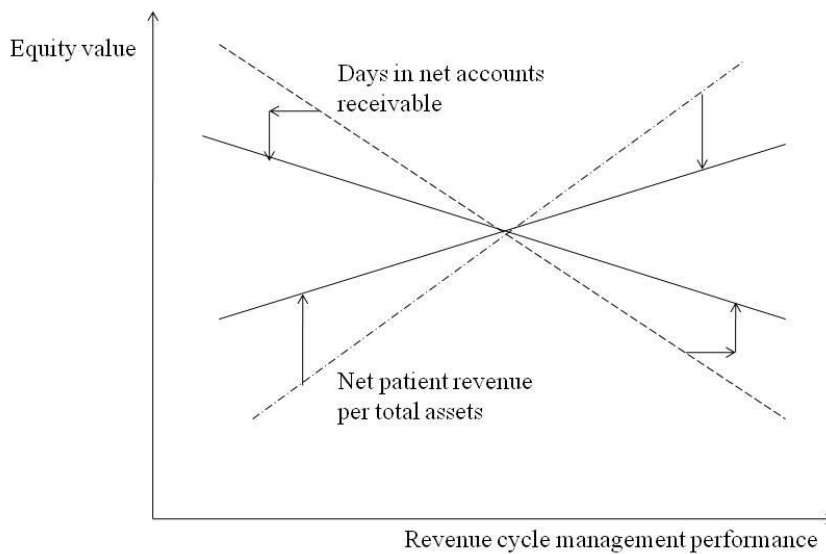 Equity value
Days in net accounts
receivable
Net patient revenue
per total assets
Revenue cycle management performance